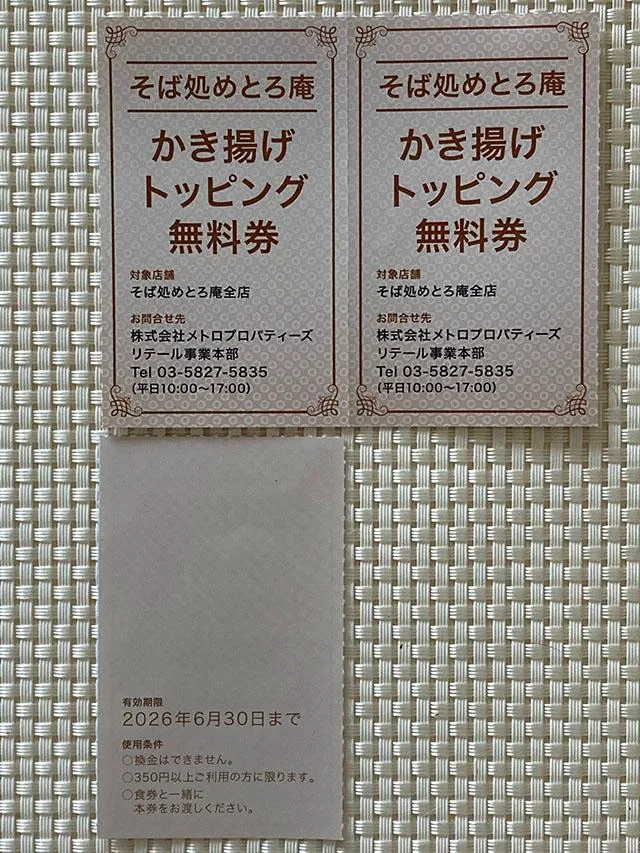 そば処めとろ庵
かき揚げ
トッピング
無料券
対象店舗
そば処めとろ庵全店
お問合せ先
株式会社メトロプロパティーズ
リテール事業本部
Tel 03-5827-5835
(平日10:00〜17:00)
そば処めとろ庵
かき揚げ
トッピング
無料券
対象店舗
そば処めとろ庵全店
お問合せ先
株式会社メトロプロパティーズ
リテール事業本部
Tel 03-5827-5835
(平日10:00〜17:00)
有効期限
2026年6月30日まで
使用条件
○換金はできません。
○350円以上ご利用の方に限ります。
○食券と一緒に
本券をお渡しください。